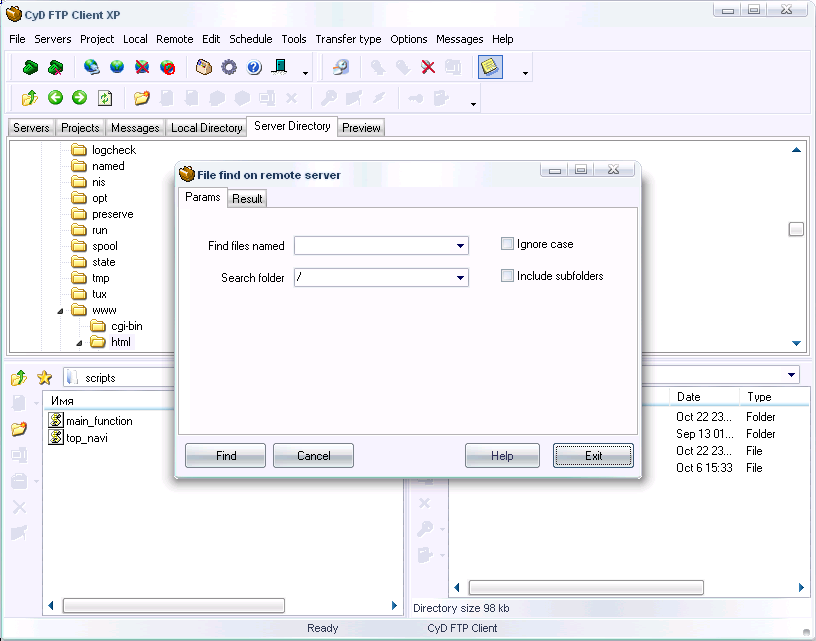 CyD FTP Client XP
File Servers Project Local Remote Edit Schedule Tools Transfer type Options Messages Help
Servers Projects Messages Local Directory Server Directory Preview
logcheck
named
nis
opt
preserve
run
spool
state
tmp
tux
www
cgi-bin
html
File find on remote server
Params Result
Find files named
Ignore case
Search folder /
Include subfolders
Find Cancel Help Exit
scripts
Имя
main_function
top_navi
Date Type
Oct 22 23... Folder
Sep 13 01... Folder
Oct 22 23... File
Oct 6 15:33 File
Directory size 98 kb
Ready CyD FTP Client